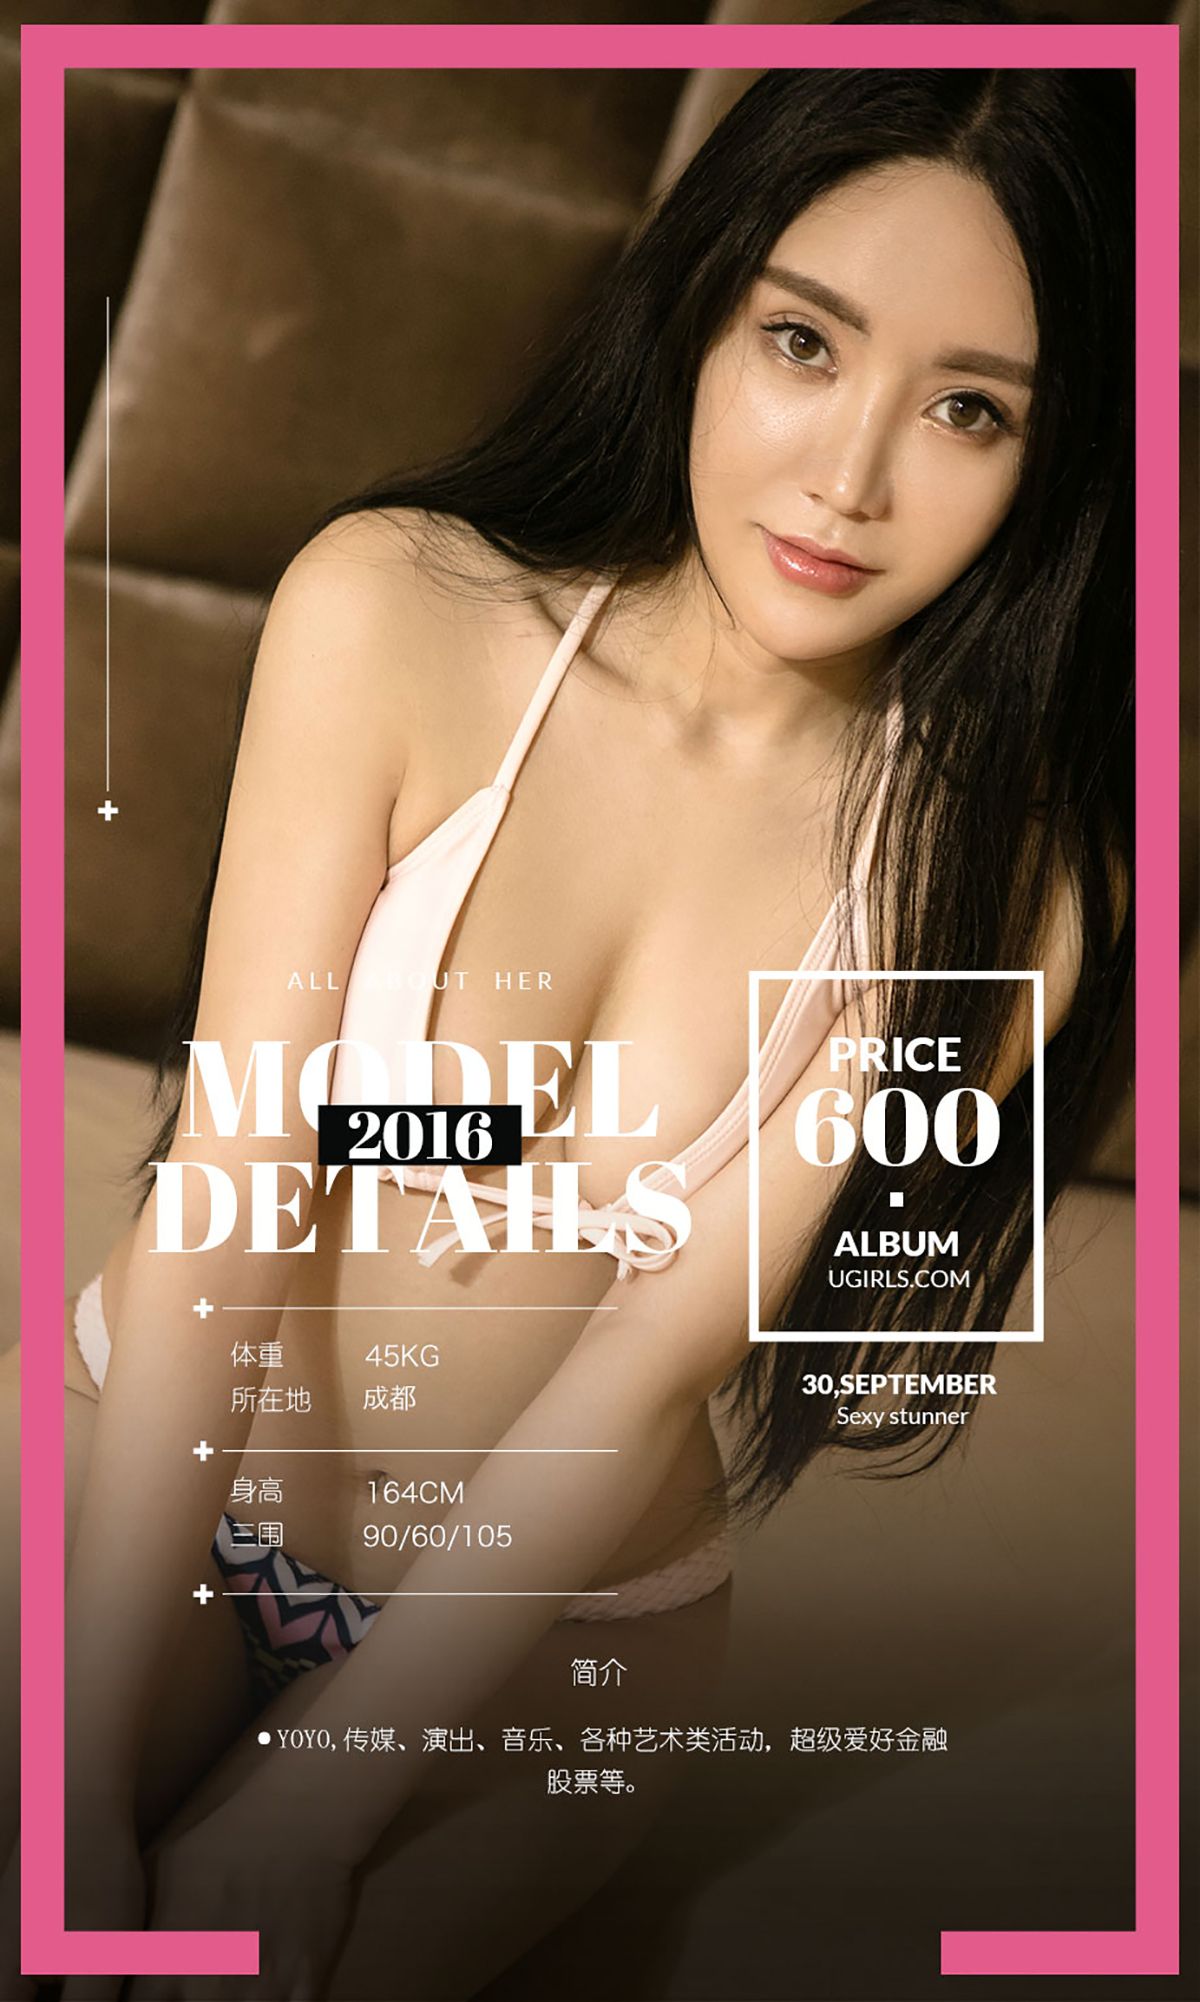 ALL ABOUT HER
MODEL
2016
DETAILS
PRICE
600
ALBUM
UGIRLS.COM
30,SEPTEMBER
Sexy stunner
体重 45KG
所在地 成都
身高 164CM
三围 90/60/105
简介
●YOYO,传媒、演出、音乐、各种艺术类活动，超级爱好金融
股票等。